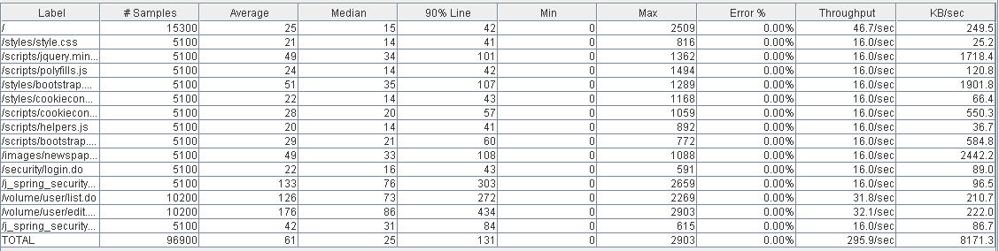 Label # Samples Average Median 90% Line Min Max Error % Throughput KB/sec
/ 15300 25 15 42 0 2509 0.00% 46.7/sec 249.5
/styles/style.css 5100 21 14 41 0 816 0.00% 16.0/sec 25.2
/scripts/jquery.min... 5100 49 34 101 0 1362 0.00% 16.0/sec 1718.4
/scripts/polyfills.js 5100 24 14 42 0 1494 0.00% 16.0/sec 120.8
/styles/bootstrap.... 5100 51 35 107 0 1289 0.00% 16.0/sec 1901.8
/styles/cookiecon... 5100 22 14 43 0 1168 0.00% 16.0/sec 66.4
/scripts/cookiecon... 5100 28 20 57 0 1059 0.00% 16.0/sec 550.3
/scripts/helpers.js 5100 20 14 41 0 892 0.00% 16.0/sec 36.7
/scripts/bootstrap.... 5100 29 21 60 0 772 0.00% 16.0/sec 584.8
/images/newspap... 5100 49 33 108 0 1088 0.00% 16.0/sec 2442.2
/security/login.do 5100 22 16 43 0 591 0.00% 16.0/sec 89.0
/j_spring_security... 5100 133 76 303 0 2659 0.00% 16.0/sec 96.5
/volume/user/list.do 10200 126 73 272 0 2269 0.00% 31.8/sec 210.7
/volume/user/edit.... 10200 176 86 434 0 2903 0.00% 32.1/sec 222.0
/j_spring_security... 5100 42 31 84 0 615 0.00% 16.0/sec 86.7
TOTAL 96900 61 25 131 0 2903 0.00% 295.9/sec 8171.3